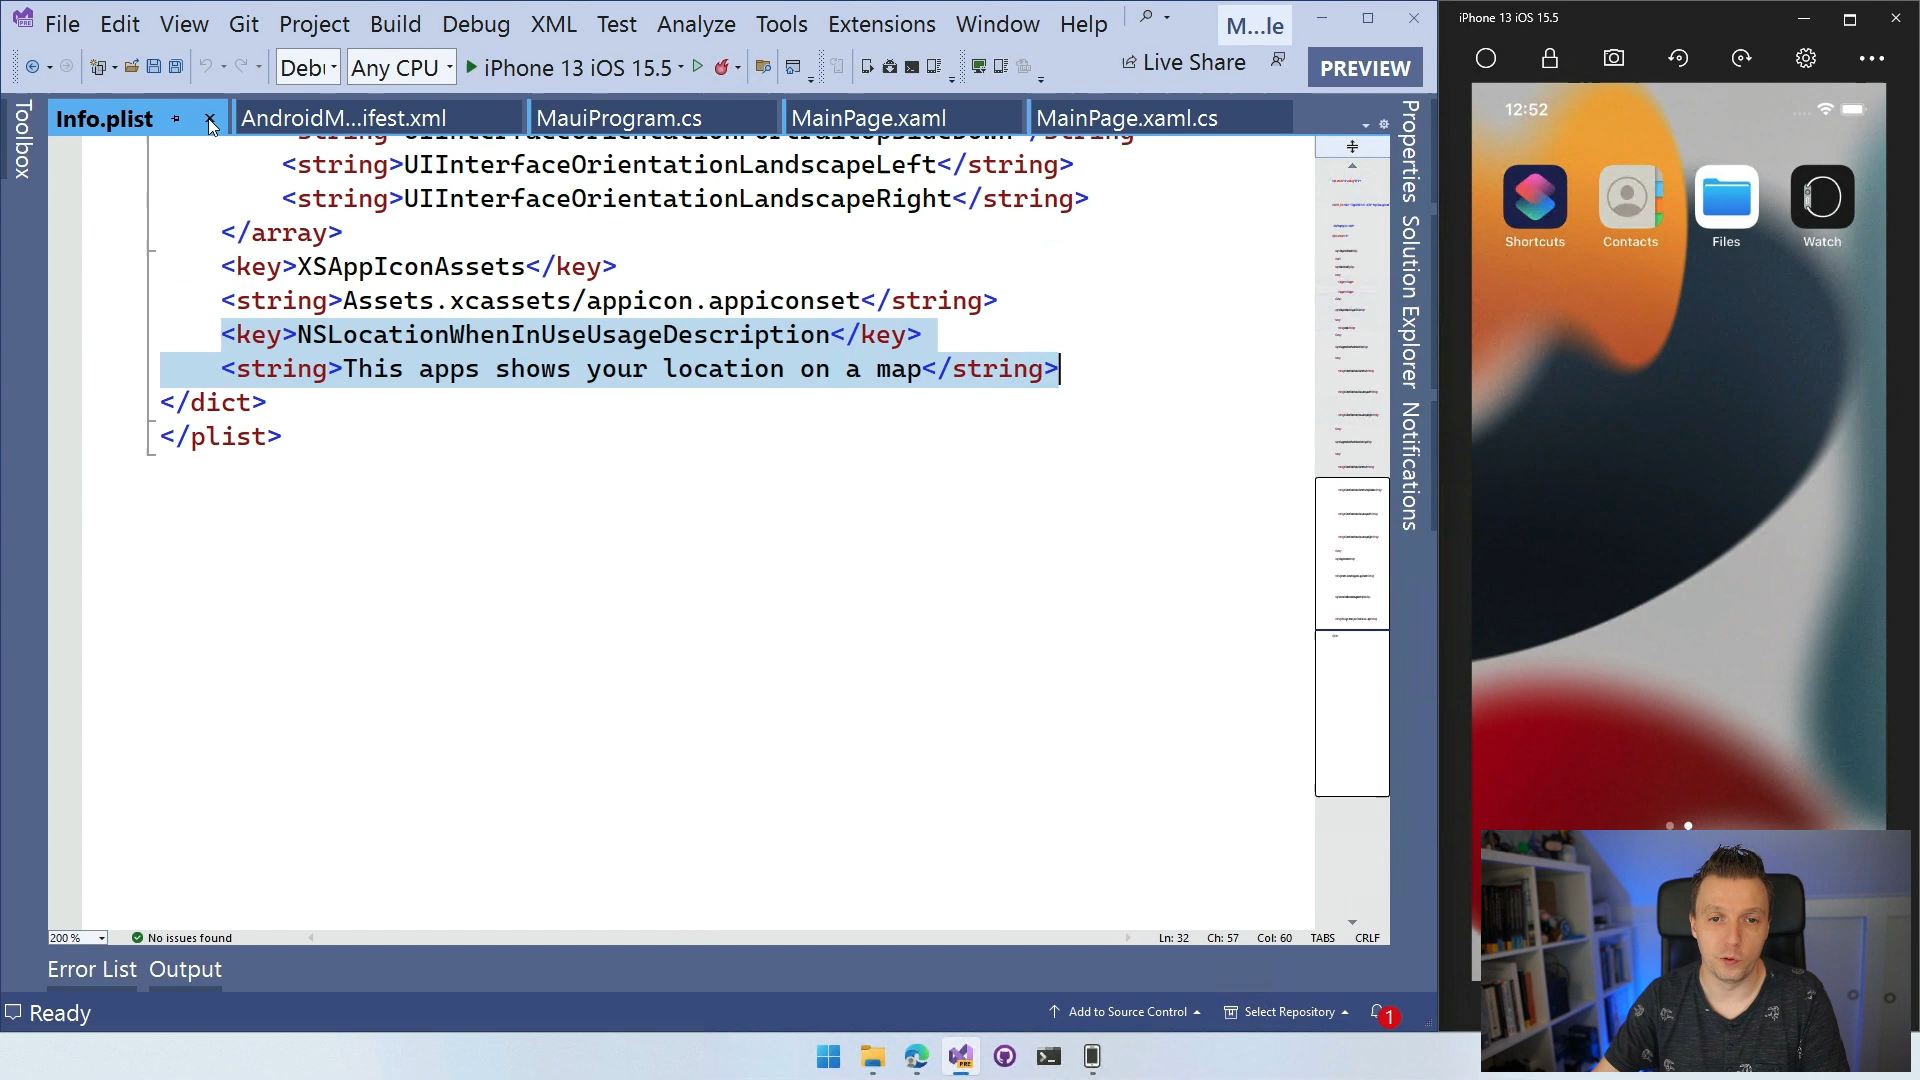 File Edit View Git Project Build Debug XML Test Analyze Tools Extensions Window Help M...le
Any CPU iPhone 13 iOS 15.5 Live Share PREVIEW
Toolbox
Info.plist AndroidM...ifest.xml MauiProgram.cs MainPage.xaml MainPage.xaml.cs
<string>UIInterfaceOrientationLandscapeLeft</string>
<string>UIInterfaceOrientationLandscapeRight</string>
</array>
<key>XSAppIconAssets</key>
<string>Assets.xcassets/appicon.appiconset</string>
<key>NSLocationWhenInUseUsageDescription</key>
<string>This apps shows your location on a map</string>
</dict>
</plist>
Properties
Solution Explorer
Notifications
200 % No issues found Ln: 32 Ch: 57 Col: 60 TABS CRLF
Error List Output
Ready Add to Source Control Select Repository 1
iPhone 13 iOS 15.5
12:52
Shortcuts Contacts Files Watch